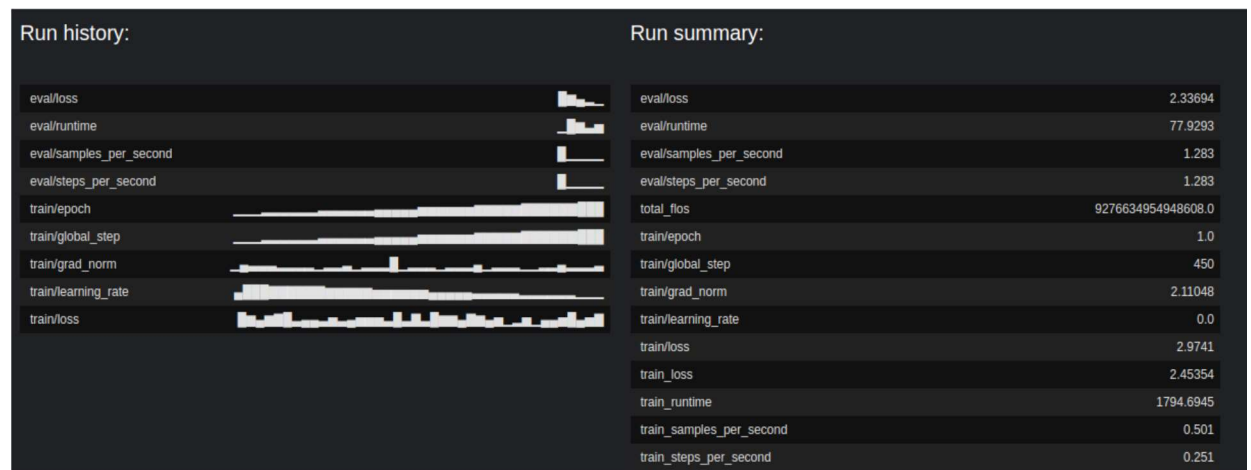 Run history:
eval/loss
eval/runtime
eval/samples_per_second
eval/steps_per_second
train/epoch
train/global_step
train/grad_norm
train/learning_rate
train/loss
Run summary:
eval/loss 2.33694
eval/runtime 77.9293
eval/samples_per_second 1.283
eval/steps_per_second 1.283
total_flos 9276634954948608.0
train/epoch 1.0
train/global_step 450
train/grad_norm 2.11048
train/learning_rate 0.0
train/loss 2.9741
train_loss 2.45354
train_runtime 1794.6945
train_samples_per_second 0.501
train_steps_per_second 0.251